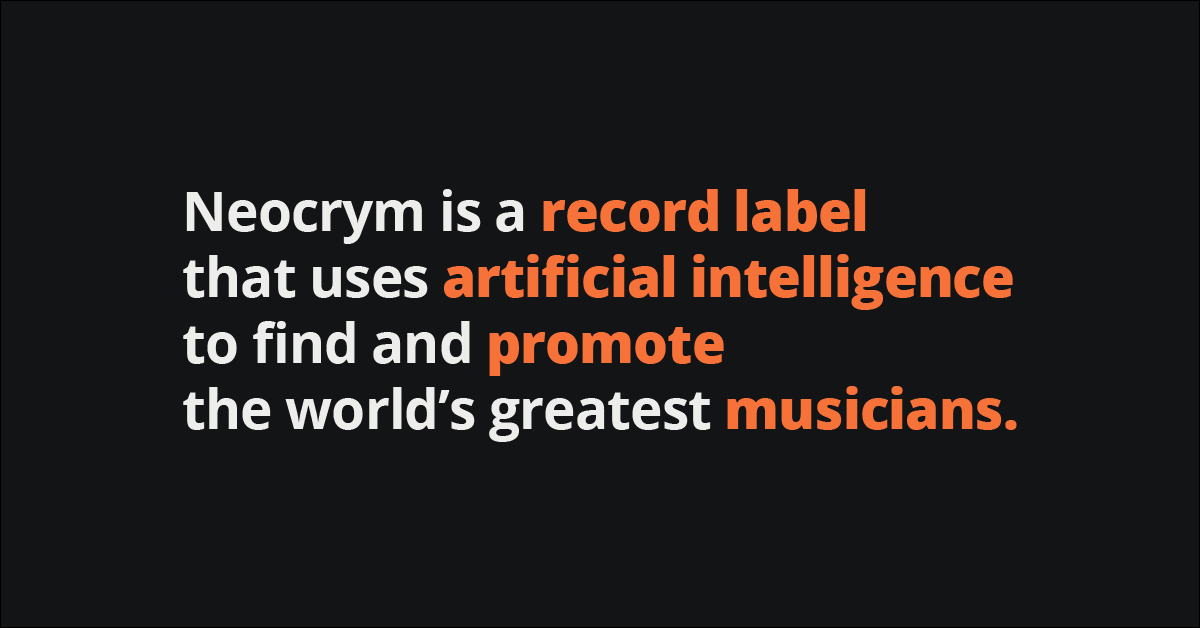 Neocrym is a record label
that uses artificial intelligence
to find and promote
the world’s greatest musicians.